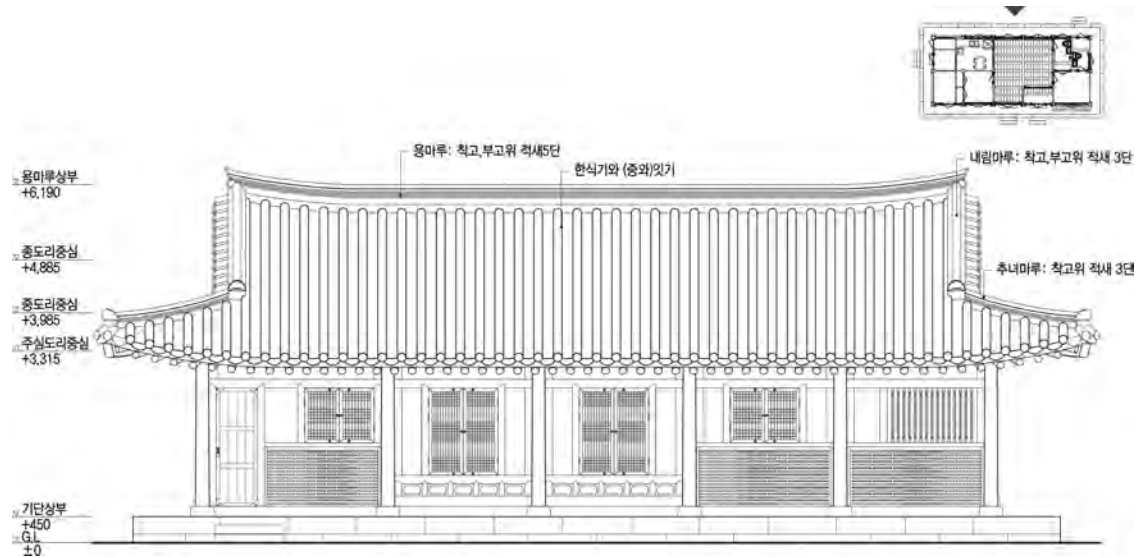 용마루: 착고,부고위 적새5단
한식기와 (중와)잇기
내림마루: 착고,부고위 적새 3단
용마루상부
+6,190
종도리중심
+4,885
추녀마루: 착고위 적새 3단
중도리중심
+3,985
주심도리중심
+3,315
기단상부
+450
G.L
±0